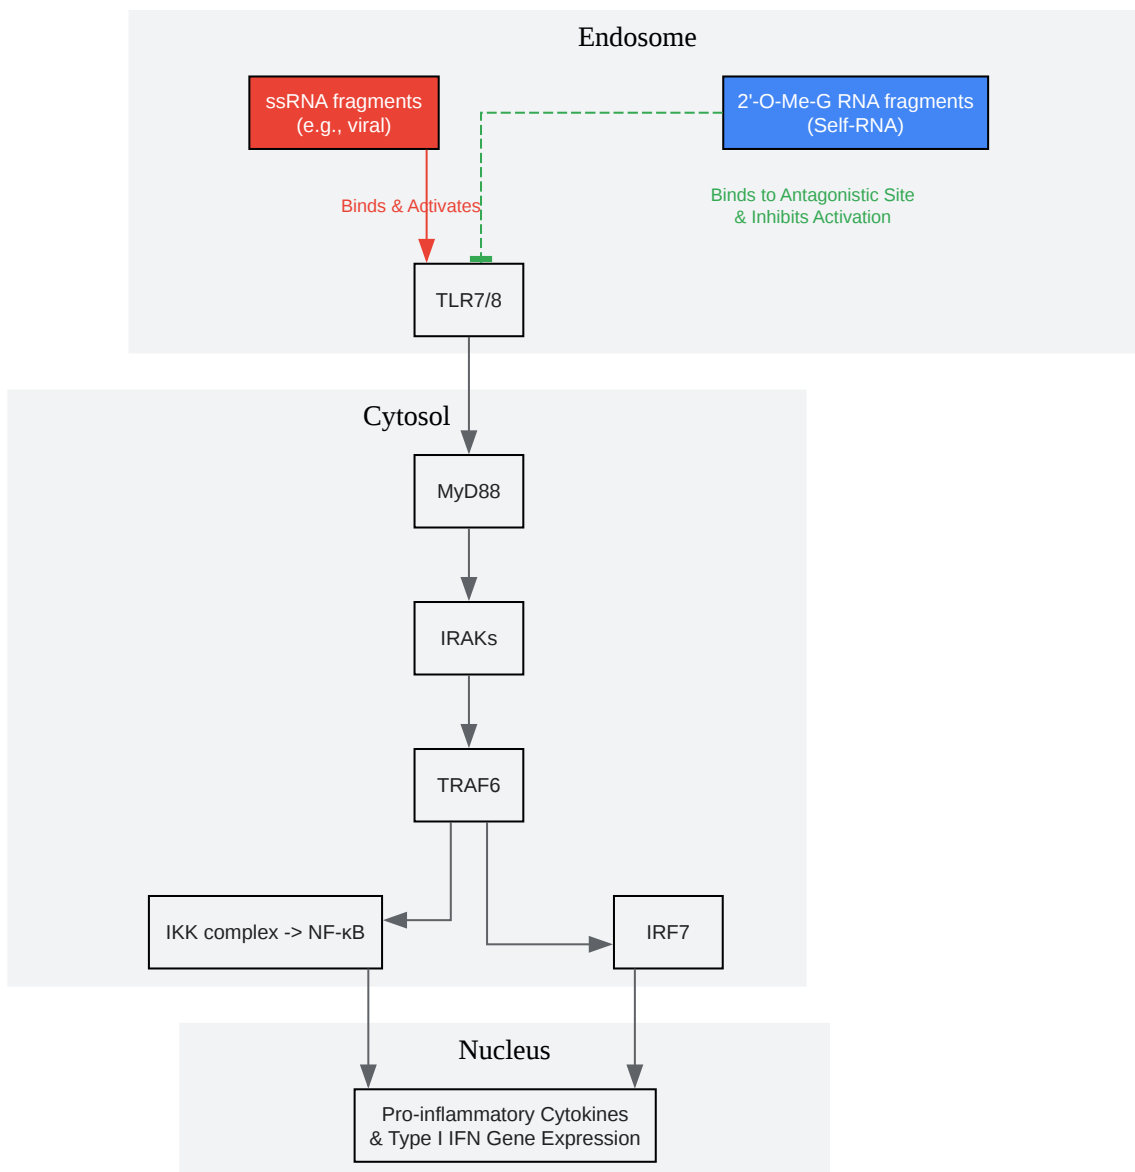 Endosome
ssRNA fragments
(e.g., viral)
2'-O-Me-G RNA fragments
(Self-RNA)
Binds & Activates
Binds to Antagonistic Site
& Inhibits Activation
TLR7/8
Cytosol
MyD88
IRAKs
TRAF6
IKK complex -> NF-κB
IRF7
Nucleus
Pro-inflammatory Cytokines
& Type I IFN Gene Expression